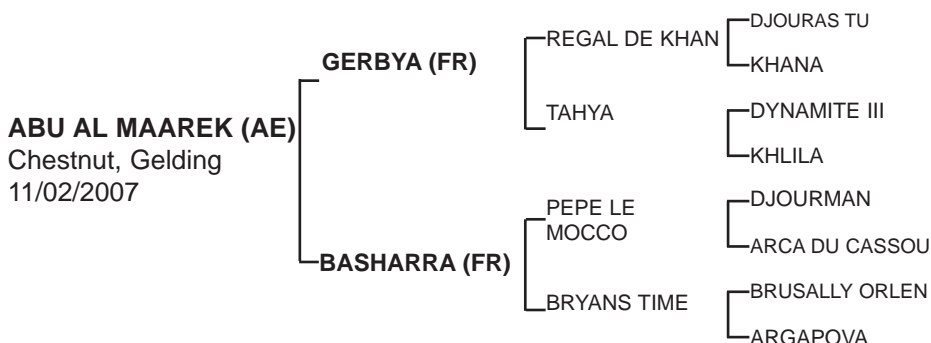 DJOURAS TU
REGAL DE KHAN
GERBYA (FR)
KHANA
TAHYA
DYNAMITE III
ABU AL MAAREK (AE)
Chestnut, Gelding
KHLILA
11/02/2007
DJOURMAN
PEPE LE
MOCCO
ARCA DU CASSOU
BASHARRA (FR)
BRUSALLY ORLEN
BRYANS TIME
ARGAPOVA